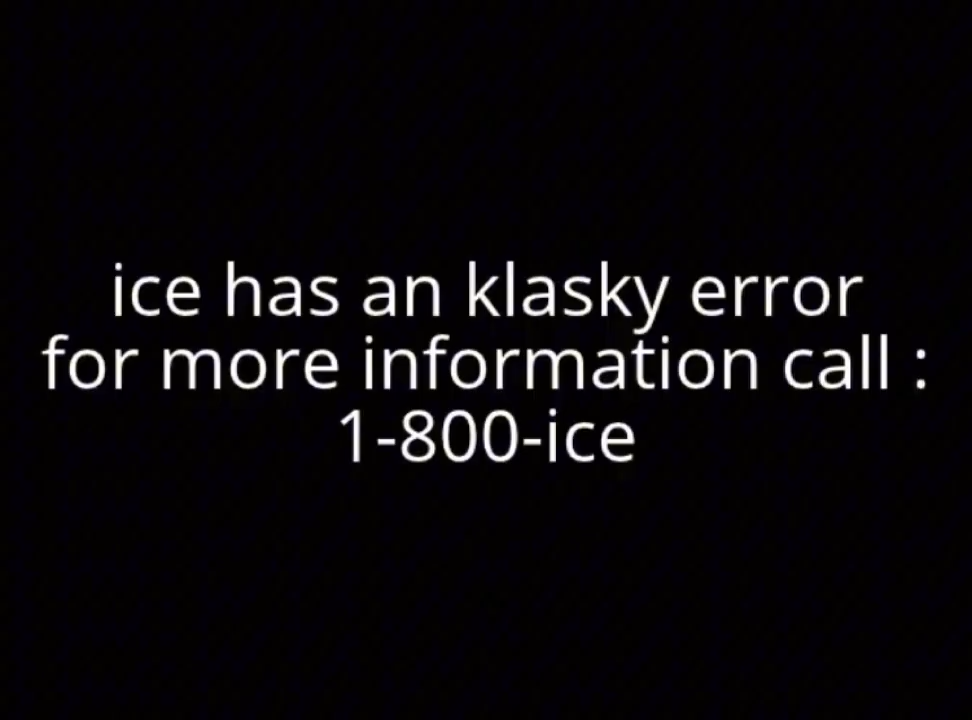 ice has an klasky error
for more information call :
1-800-ice